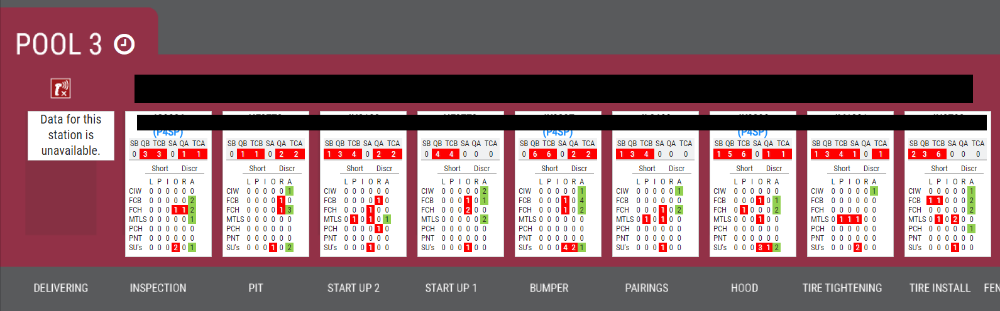 POOL 3
Data for this
station is
unavailable.
(P4SP)
SB QB TCB SA QA TCA
0 3 3 0 1 1
Short Discr
L P I O R A
CIW 0 0 0 0 0 0
FCB 0 0 0 0 0 2
FCH 0 0 0 1 1 2
MTLS 0 0 0 0 0 1
PCH 0 0 0 0 0 0
PNT 0 0 0 0 0 0
SU's 0 0 0 2 0 1
SB QB TCB QA TCA
0 1 1 0 2 2
Short Discr
L P I O R A
CIW 0 0 0 0 0 1
FCB 0 0 0 0 1 0
FCH 0 0 0 0 1 3
MTLS 0 0 0 0 0 0
PCH 0 0 0 0 0 0
PNT 0 0 0 0 0 0
SU's 0 0 0 1 0 2
SB QB TCB SA QA TCA
1 3 4 0 2 2
Short Discr
L P I O R A
CIW 0 0 0 0 0 0
FCB 0 0 0 0 1 0
FCH 0 0 0 1 0 0
MTLS 0 1 0 1 0 1
PCH 0 0 0 0 1 0
PNT 0 0 0 0 0 0
SU's 0 0 0 1 0 0
SB QB TCB SA QA TCA
0 4 4 0 0 0
Short Discr
L P I O R A
CIW 0 0 0 0 0 2
FCB 0 0 0 1 0 1
FCH 0 0 0 2 0 0
MTLS 0 0 0 0 0 2
PCH 0 0 0 0 0 0
PNT 0 0 0 0 0 0
SU's 0 0 0 1 0 0
(P4SP)
SB QB TCB SA QA TCA
0 6 6 0 2 2
Short Discr
L P I O R A
CIW 0 0 0 0 0 1
FCB 0 0 0 1 0 4
FCH 0 0 0 1 0 2
MTLS 0 0 0 0 0 0
PCH 0 0 0 0 0 0
PNT 0 0 0 0 0 0
SU's 0 0 0 4 2 1
SB QB TCB SA QA TCA
1 3 4 0 0 0
Short Discr
L P I O R A
CIW 0 0 0 0 0 1
FCB 0 0 0 0 0 0
FCH 0 0 0 1 0 2
MTLS 0 1 0 1 0 0
PCH 0 0 0 0 0 0
PNT 0 0 0 0 0 0
SU's 0 0 0 1 0 0
(P4SP)
SB QB TCB SA QA TCA
1 5 6 0 1 1
Short Discr
L P I O R A
CIW 0 0 0 0 0 0
FCB 0 0 0 1 0 1
FCH 0 1 0 0 0 2
MTLS 0 0 0 1 0 0
PCH 0 0 0 0 0 0
PNT 0 0 0 0 0 0
SU's 0 0 0 3 1 2
SB QB TCB SA QA TCA
1 3 4 1 0 1
Short Discr
L P I O R A
CIW 0 0 0 0 0 1
FCB 0 0 0 0 0 0
FCH 0 0 0 0 0 0
MTLS 0 1 1 1 0 0
PCH 0 0 0 0 0 0
PNT 0 0 0 0 0 0
SU's 0 0 0 2 0 0
SB QB TCB SA QA TCA
2 3 6 0 0 0
Short Discr
L P I O R A
CIW 0 0 0 0 0 1
FCB 1 1 0 0 0 2
FCH 0 0 0 0 0 2
MTLS 0 1 0 2 0 0
PCH 0 0 0 0 0 1
PNT 0 0 0 0 0 0
SU's 0 0 0 1 0 0
DELIVERING INSPECTION PIT START UP 2 START UP 1 BUMPER PAIRINGS HOOD TIRE TIGHTENING TIRE INSTALL FEN